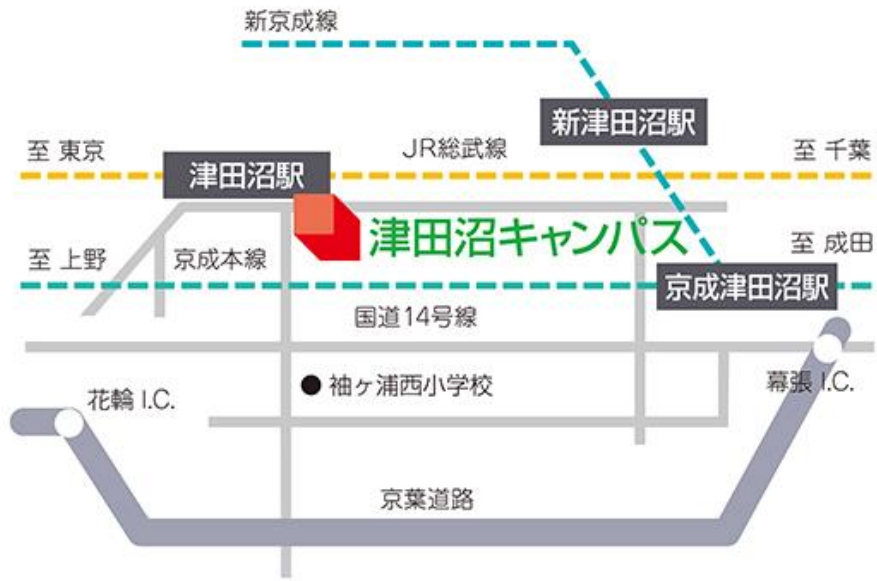 新京成線
新津田沼駅
至 東京
JR総武線
至 千葉
津田沼駅
津田沼キャンパス
至 上野
京成本線
至 成田
京成津田沼駅
国道14号線
袖ヶ浦西小学校
幕張 I.C.
花輪 I.C.
京葉道路